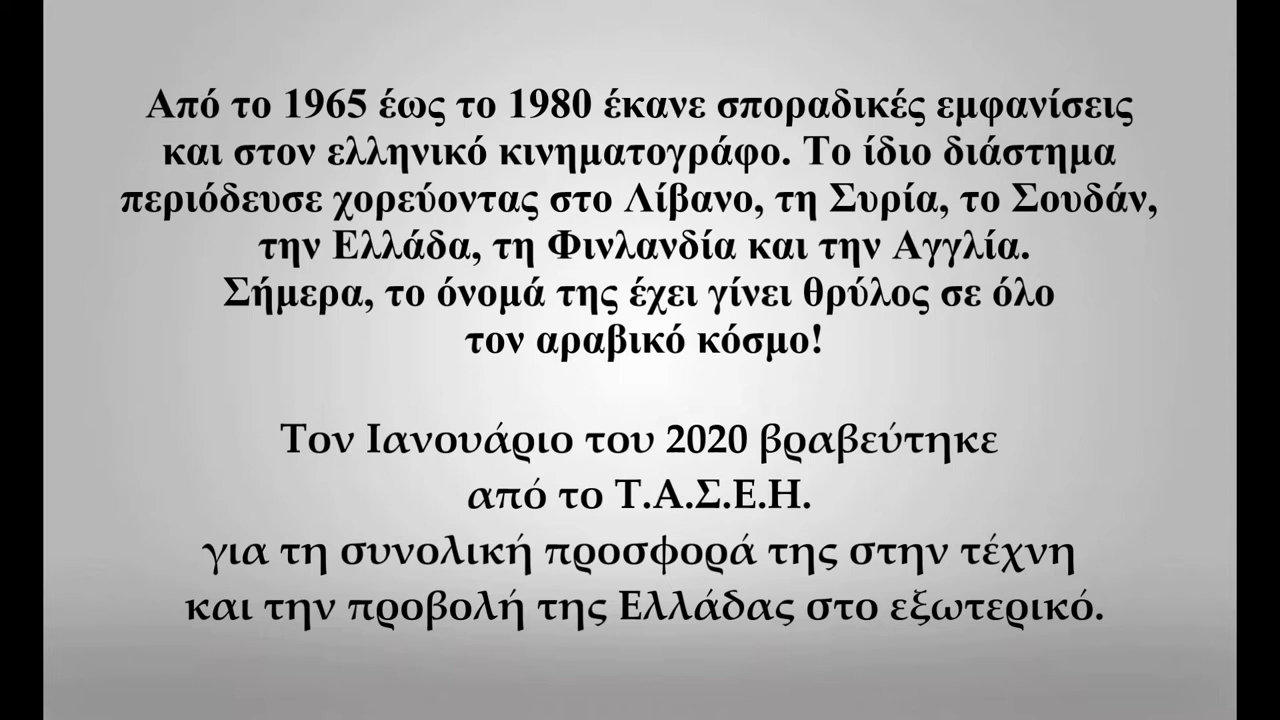 Από το 1965 έως το 1980 έκανε σποραδικές εμφανίσεις
και στον ελληνικό κινηματογράφο. Το ίδιο διάστημα
περιόδευσε χορεύοντας στο Λίβανο, τη Συρία, το Σουδάν,
την Ελλάδα, τη Φινλανδία και την Αγγλία.
Σήμερα, το όνομά της έχει γίνει θρύλος σε όλο
τον αραβικό κόσμο!
Τον Ιανουάριο του 2020 βραβεύτηκε
από το Τ.Α.Σ.Ε.Η.
για τη συνολική προσφορά της στην τέχνη
και την προβολή της Ελλάδας στο εξωτερικό.